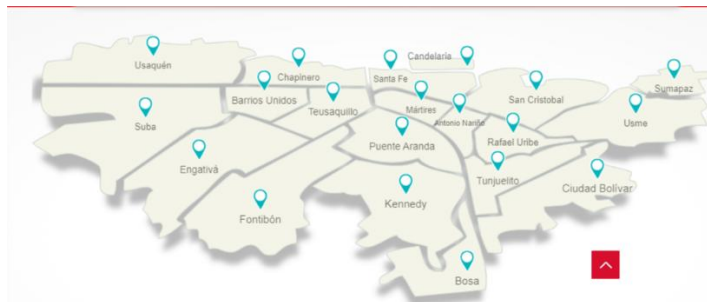 Usaquén
Chapinero
Candelaria
Santa Fe
Sumapaz
Barrios Unidos
Teusaquillo
Mártires
San Cristobal
Suba
Antonio Nariño
Usme
Puente Aranda
Rafael Uribe
Engativá
Tunjuelito
Ciudad Bolívar
Fontibón
Kennedy
Bosa